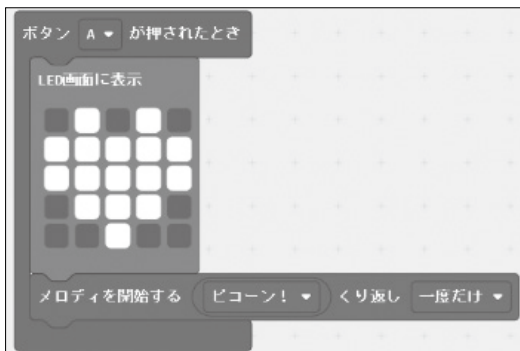 ボタン A が押されたとき
LED画面に表示
メロディを開始する ピコーン! くり返し 一度だけ